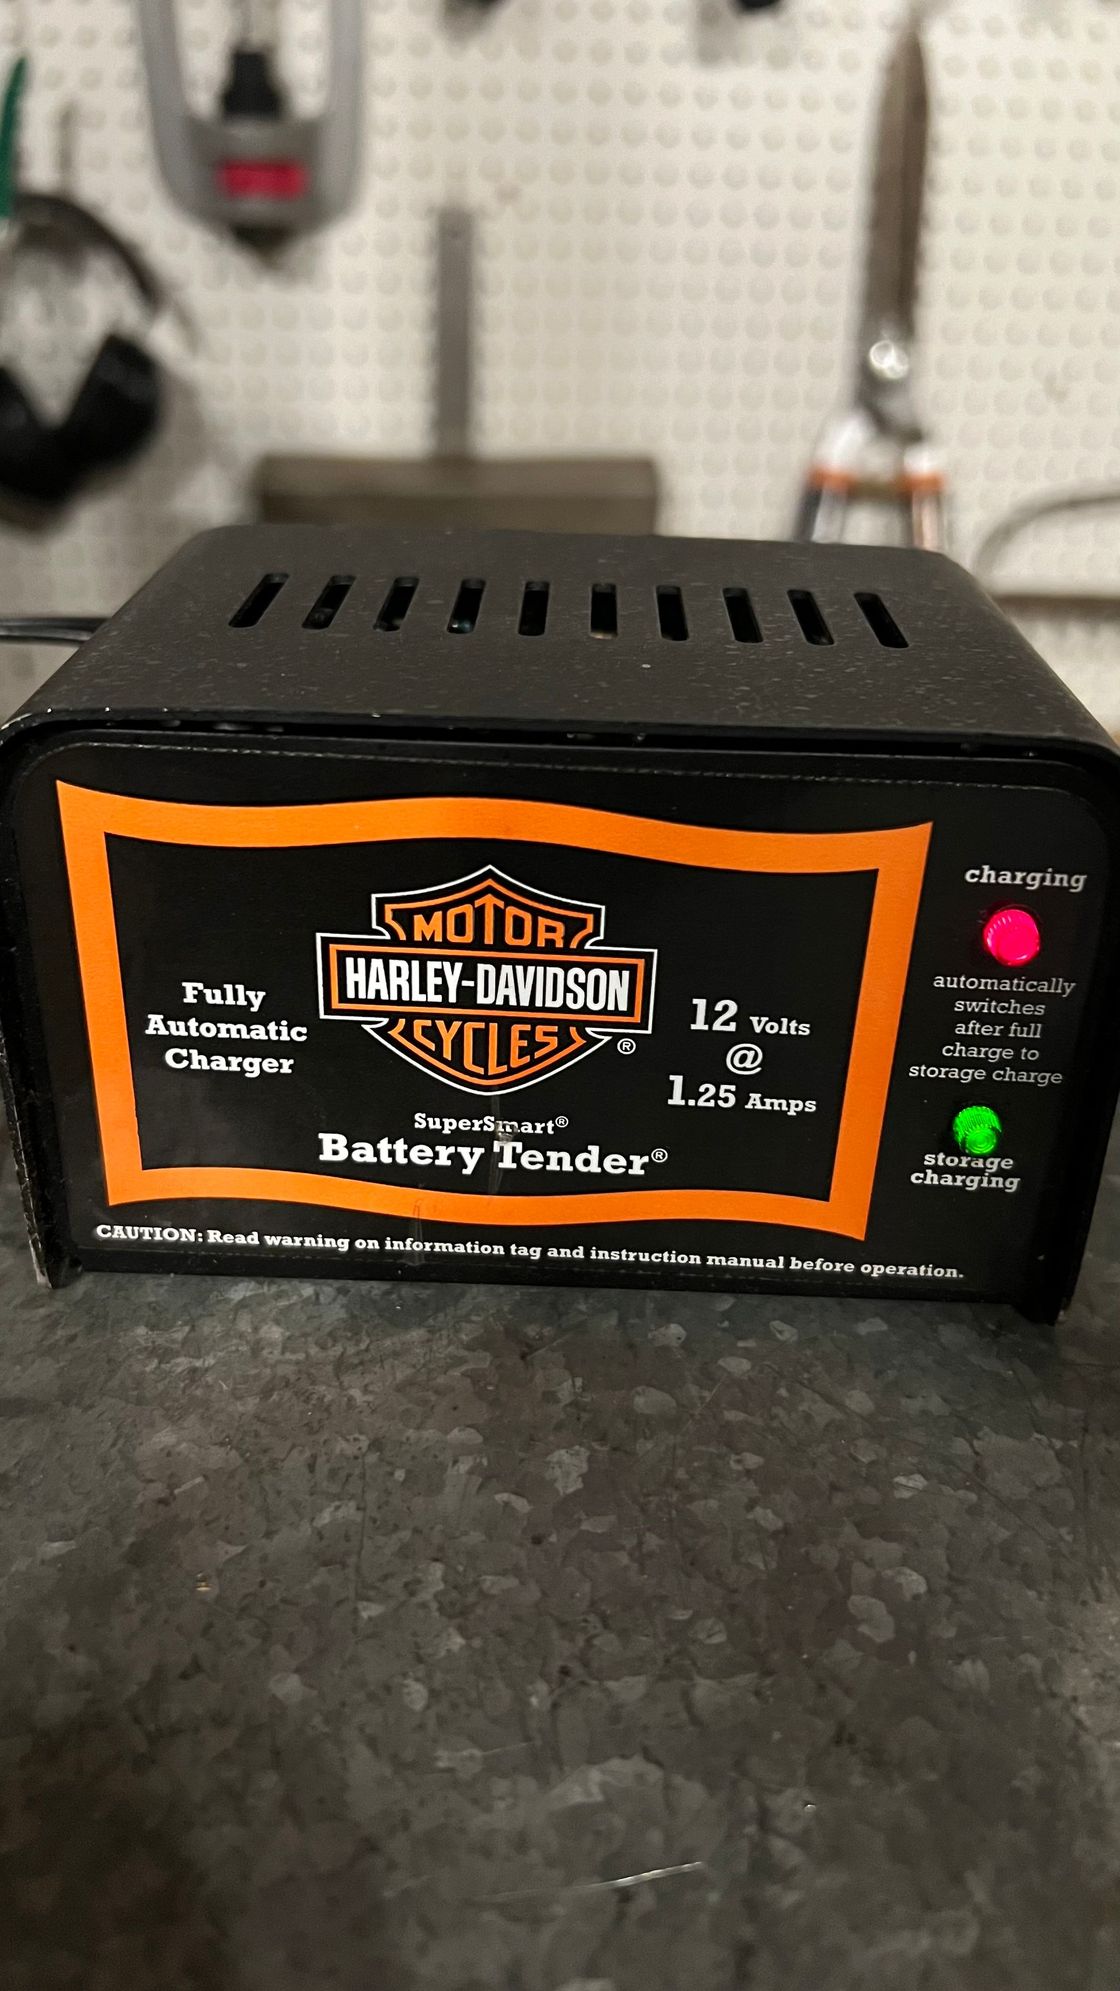 MOTOR
HARLEY-DAVIDSON
CYCLES
®
Fully
Automatic
Charger
12 Volts
@
1.25 Amps
SuperSmart®
Battery Tender®
charging
automatically
switches
after full
charge to
storage charge
storage
charging
CAUTION: Read warning on information tag and instruction manual before operation.